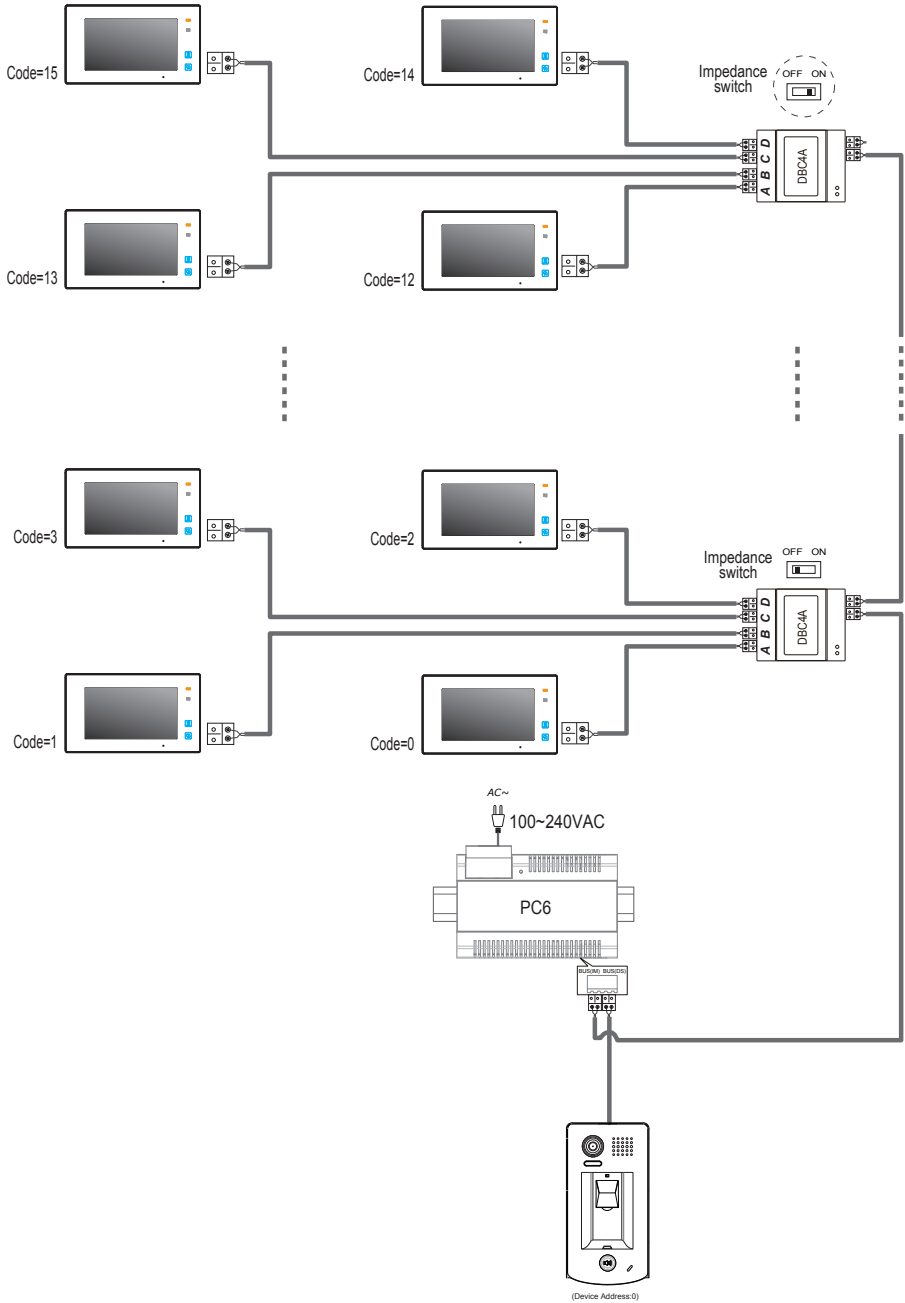 Code=15
Code=14
Impedance
switch
OFF ON
D
C
B
A
DBC4A
Code=13
Code=12
Code=3
Code=2
Impedance
switch
OFF ON
D
C
B
A
DBC4A
Code=1
Code=0
AC~
100~240VAC
PC6
BUS(IM) BUS(DS)
(Device Address:0)